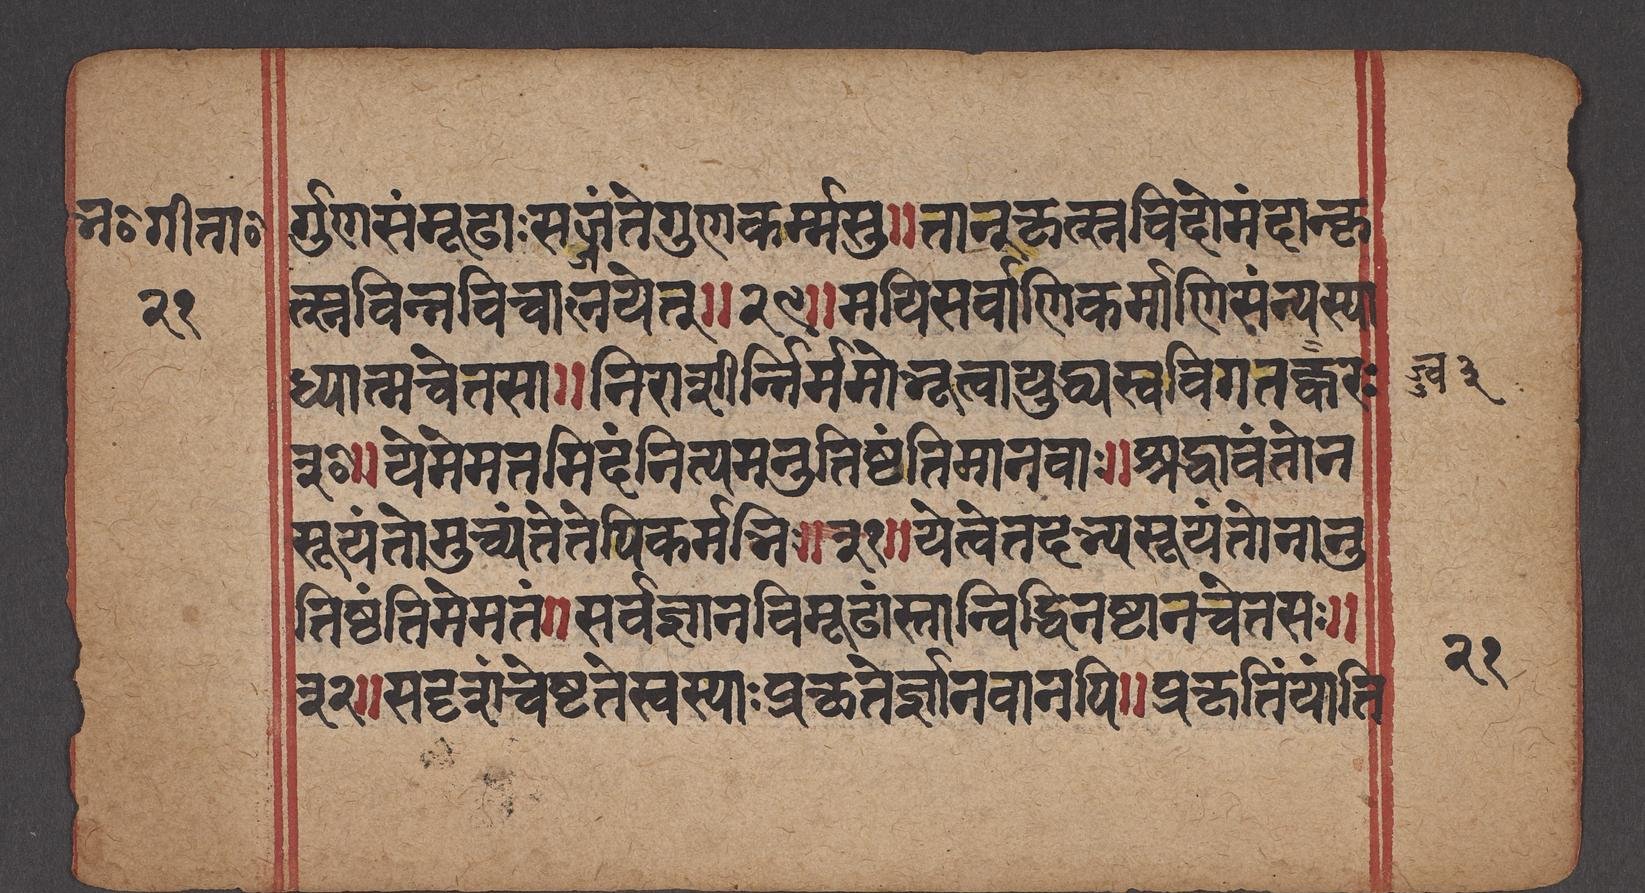 भ॰गीता॰
२१
र्गुणसंमूढाःसज्जंतेगुणकर्म्मसु॥तानकृत्स्नविदोमंदान्कृ
त्स्नविन्नविचालयेत्॥२९॥मयिसर्वाणिकर्माणिसंन्यस्या
ध्यात्मचेतसा॥निराशीर्न्निर्ममोभूत्वायुद्ध्यस्वविगतज्वरः
ज्व ३
३०॥येमेमतमिदंनित्यमनुतिष्ठंतिमानवाः॥श्रद्धावंतोन
सूयंतोमुच्यंतेतेपिकर्मभिः॥३१॥येत्वेतदभ्यसूयंतोनानु
तिष्ठंतिमेमतं॥सर्वज्ञानविमूढांस्तान्विद्धिनष्टानचेतसः॥
३२॥सदृशंचेष्टतेस्वस्याःप्रकृतेर्ज्ञानवानपि॥प्रकृतिंयांति
२१